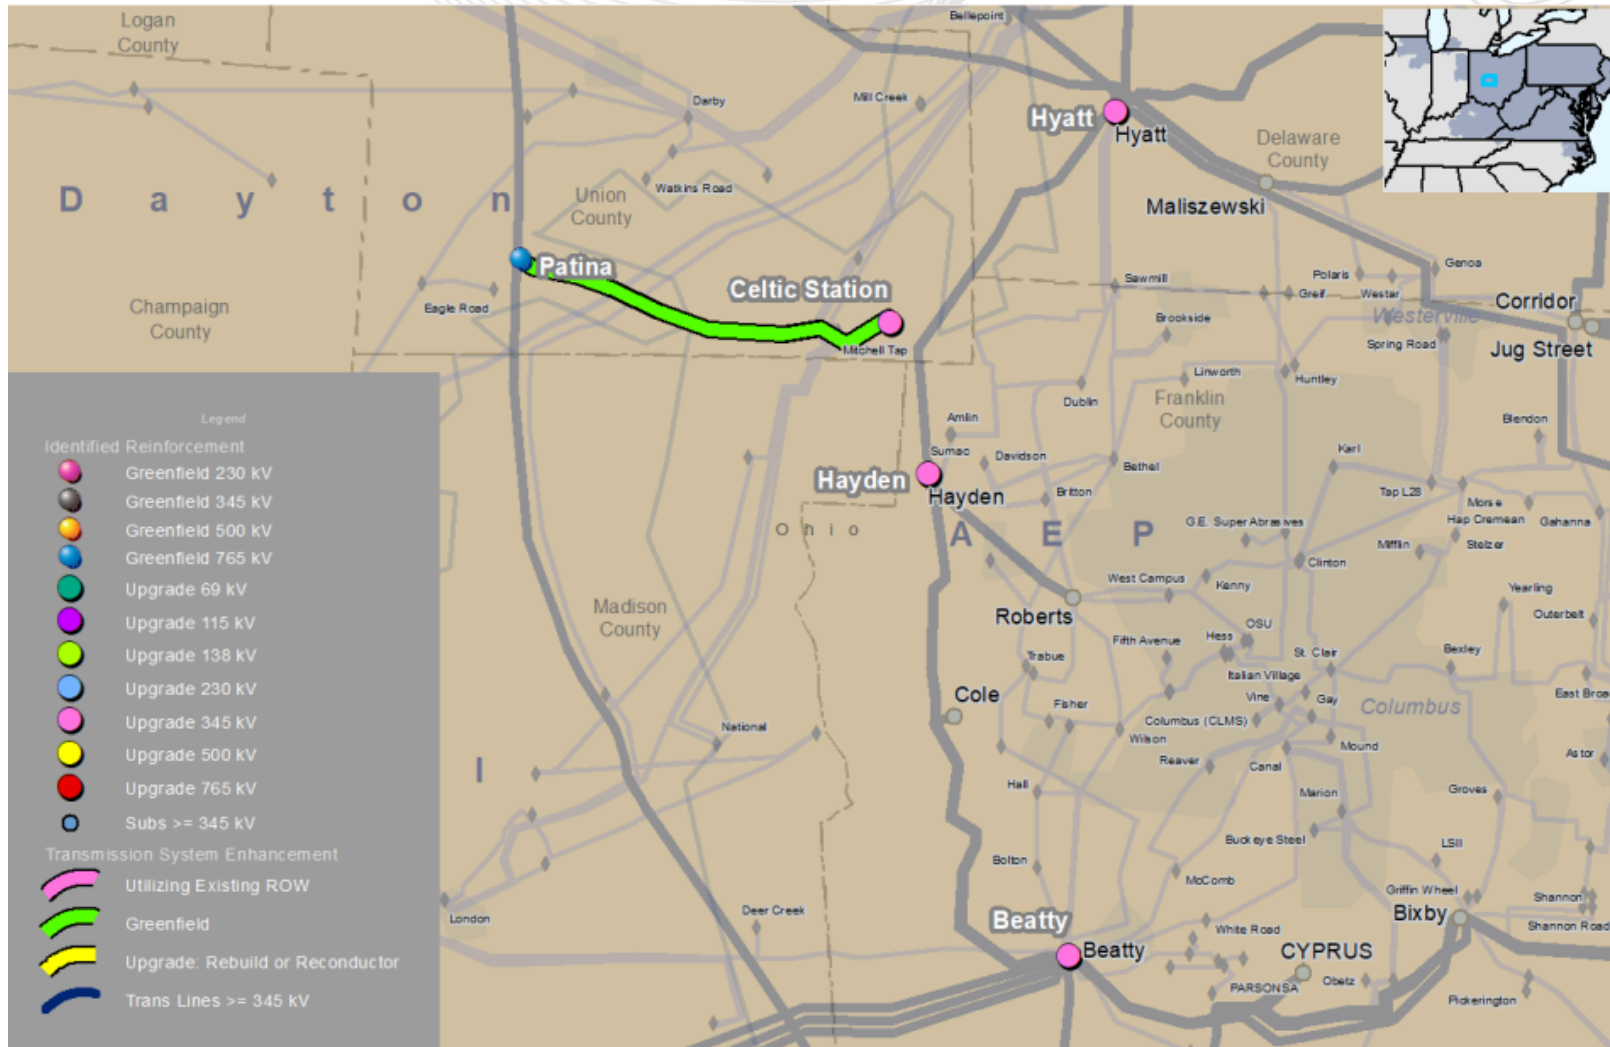 Logan
County
Bellepoint
Darby
Mill Creek
Hyatt
Hyatt
Delaware
County
Dayton
Watkins Road
Union
County
Maliszewski
Patina
Celtic Station
Genoa
Sawmill
Polaris
Greif
Westar
Corridor
Champaign
County
Eagle Road
Brookside
Westerville
Mitchell Tap
Spring Road
Jug Street
Linworth
Huntley
Dublin
Franklin
County
Amlin
Blendon
Legend
Identified Reinforcement
Greenfield 230 kV
Greenfield 345 kV
Greenfield 500 kV
Greenfield 765 kV
Upgrade 69 kV
Upgrade 115 kV
Upgrade 138 kV
Upgrade 230 kV
Upgrade 345 kV
Upgrade 500 kV
Upgrade 765 kV
Subs >= 345 kV
Transmission System Enhancement
Utilizing Existing ROW
Greenfield
Upgrade: Rebuild or Reconductor
Trans Lines >= 345 kV
Sumac
Davidson
Bethel
Karl
Hayden
Hayden
Britton
Tap L28
Morse
Ohio
AEP
G.E. Super Abrasives
Hap Cremean
Gahanna
Mifflin
Stelzer
Clinton
West Campus
Kenny
Yearling
Madison
County
Roberts
Outerbelt
OSU
Fifth Avenue
Hess
Trabue
St. Clair
Bexley
Italian Village
Cole
Fisher
Vine
Gay
East Broa
Columbus (CLMS)
Columbus
National
Wilson
Mound
Astor
Reaver
Canal
I
Hall
Marion
Groves
Buckeye Steel
LSII
Bolton
McComb
Griffin Wheel
Shannon
London
Deer Creek
Beatty
Beatty
White Road
Bixby
Shannon Road
CYPRUS
Obetz
PARSONSA
Pickerington